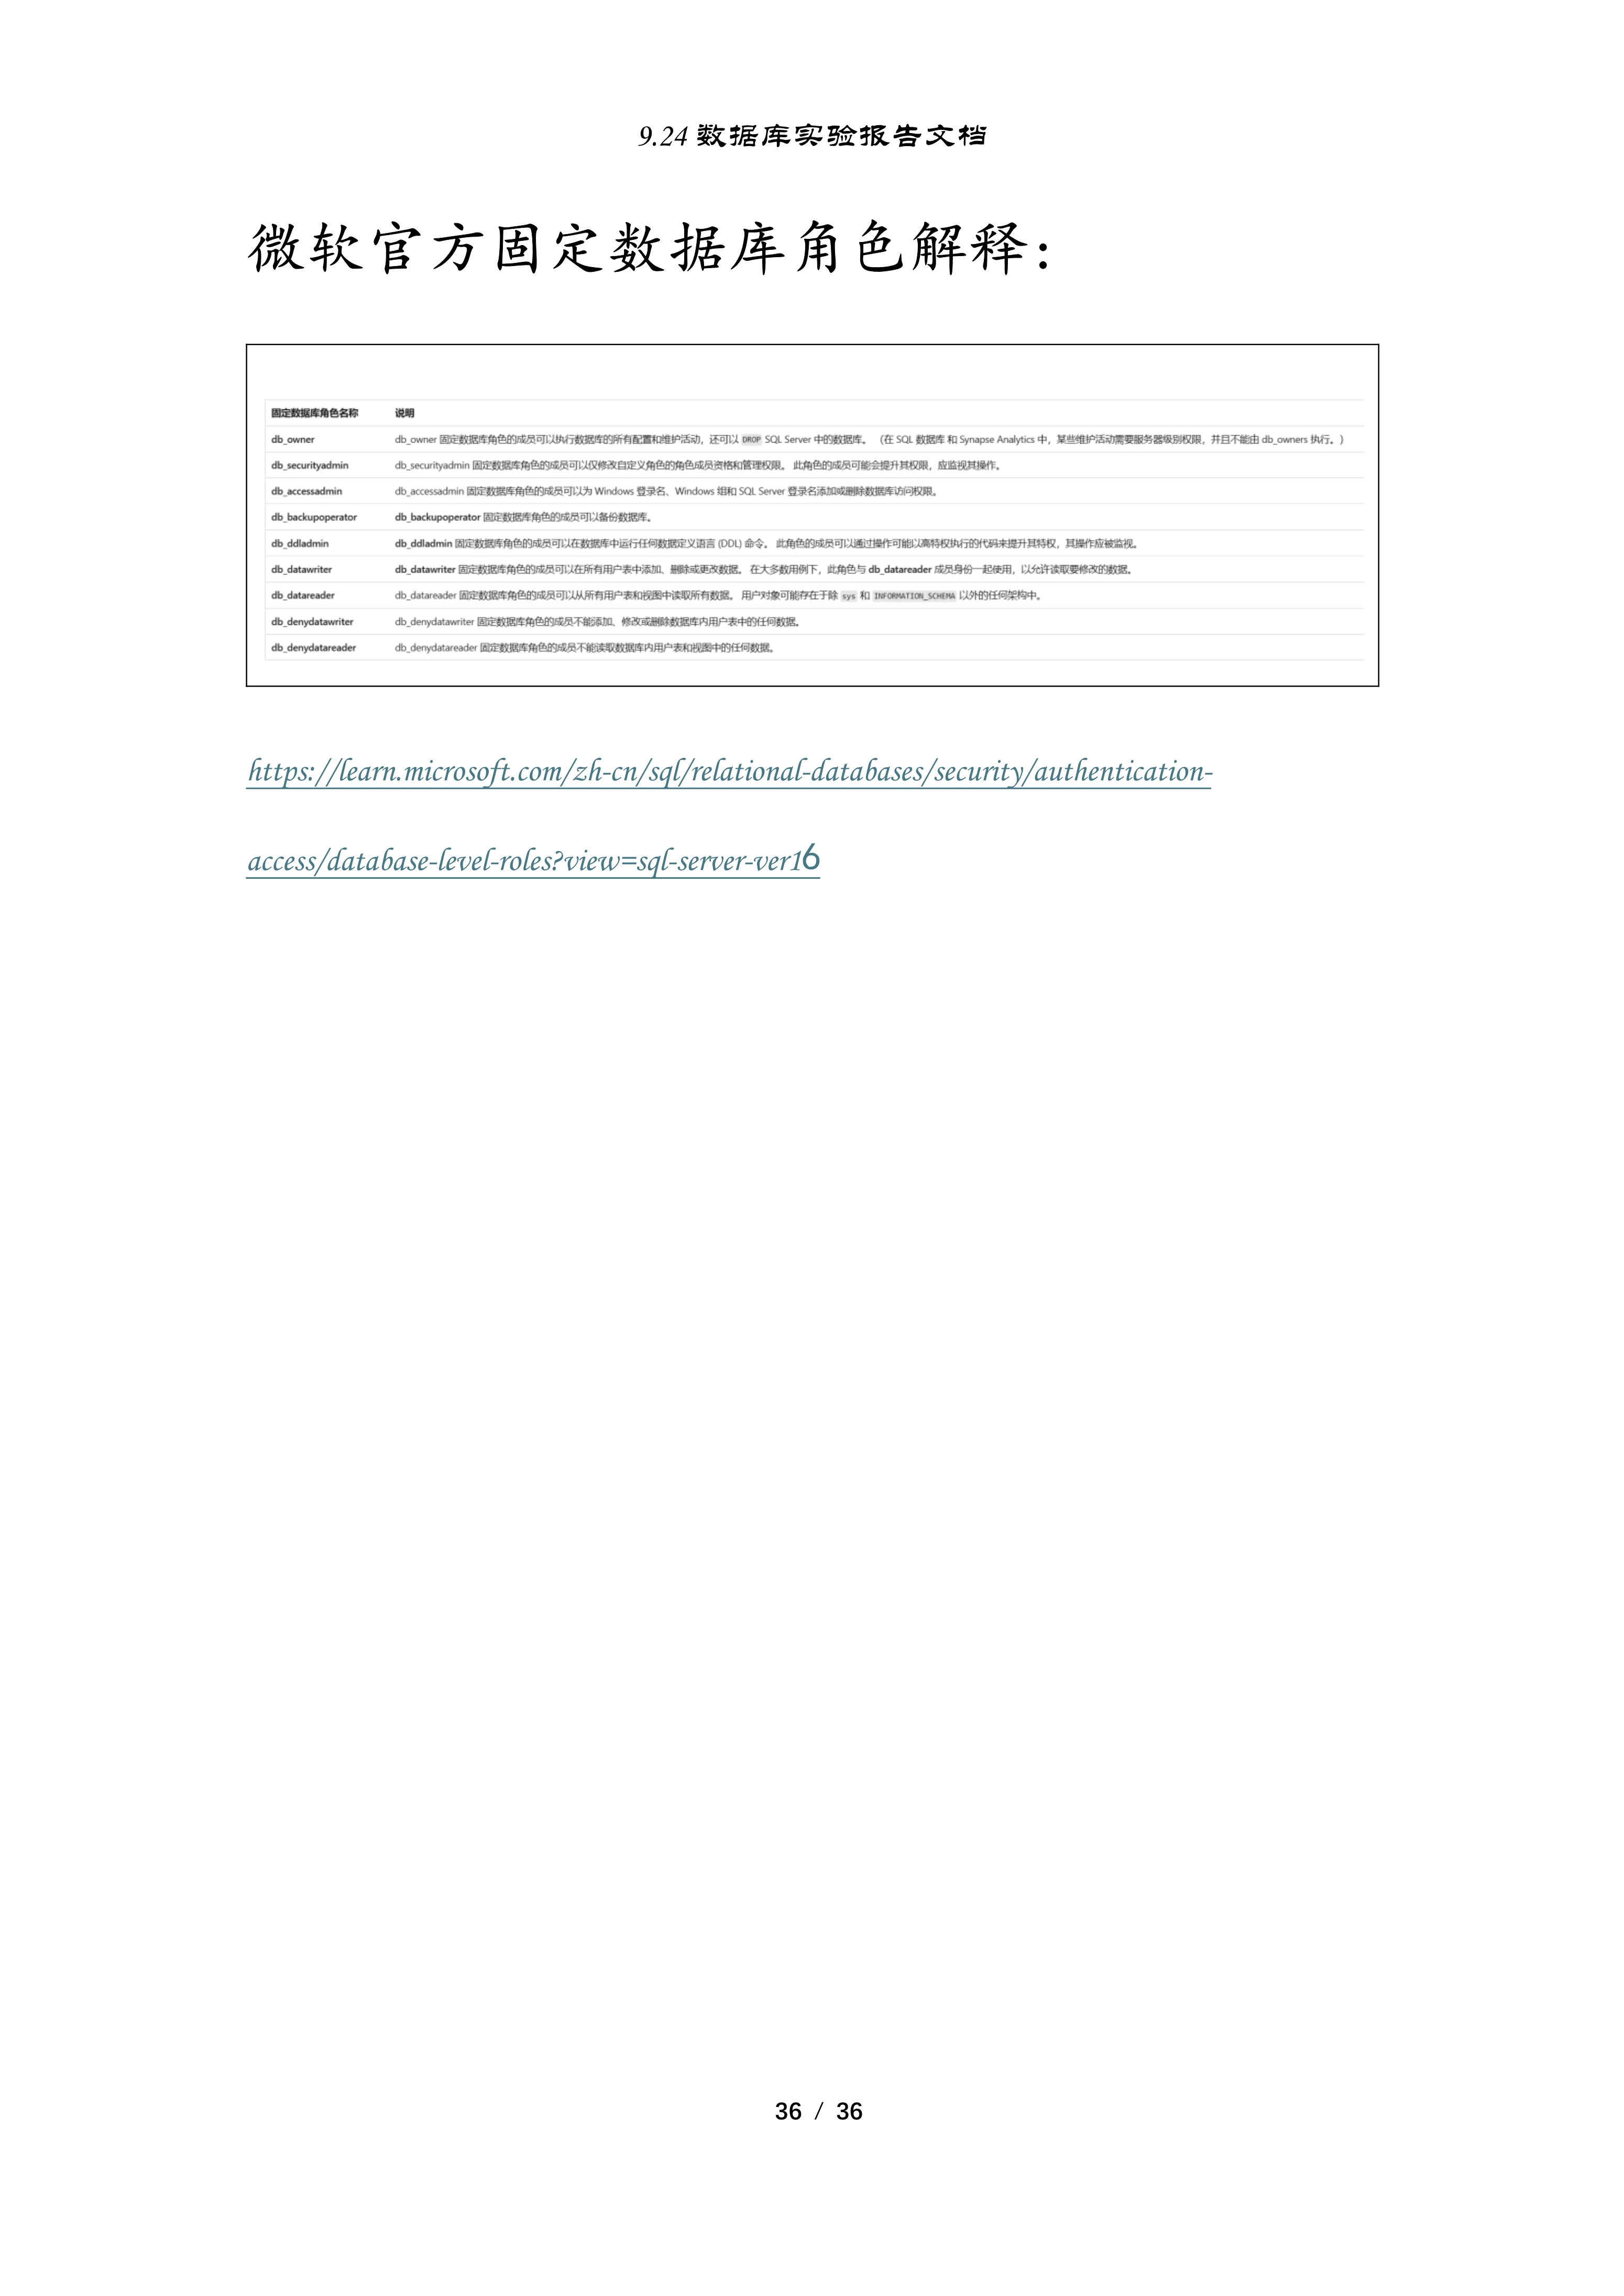 9.24 数据库实验报告文档
微软官方固定数据库角色解释：
固定数据库角色名称 说明
db_owner db_owner 固定数据库角色的成员可以执行数据库的所有配置和维护活动，还可以 DROP SQL Server 中的数据库。 （在 SQL 数据库 和 Synapse Analytics 中，某些维护活动需要服务器级别权限，并且不能由 db_owners 执行。）
db_securityadmin db_securityadmin 固定数据库角色的成员可以仅修改自定义角色的角色成员资格和管理权限。 此角色的成员可能会提升其权限，应监视其操作。
db_accessadmin db_accessadmin 固定数据库角色的成员可以为 Windows 登录名、Windows 组和 SQL Server 登录名添加或删除数据库访问权限。
db_backupoperator db_backupoperator 固定数据库角色的成员可以备份数据库。
db_ddladmin db_ddladmin 固定数据库角色的成员可以在数据库中运行任何数据定义语言 (DDL) 命令。 此角色的成员可以通过操作可能以高特权执行的代码来提升其特权，其操作应被监视。
db_datawriter db_datawriter 固定数据库角色的成员可以在所有用户表中添加、删除或更改数据。 在大多数用例下，此角色与 db_datareader 成员身份一起使用，以允许读取要修改的数据。
db_datareader db_datareader 固定数据库角色的成员可以从所有用户表和视图中读取所有数据。 用户对象可能存在于除 sys 和 INFORMATION_SCHEMA 以外的任何架构中。
db_denydatawriter db_denydatawriter 固定数据库角色的成员不能添加、修改或删除数据库内用户表中的任何数据。
db_denydatareader db_denydatareader 固定数据库角色的成员不能读取数据库内用户表和视图中的任何数据。
https://learn.microsoft.com/zh-cn/sql/relational-databases/security/authentication-
access/database-level-roles?view=sql-server-ver16
36 / 36